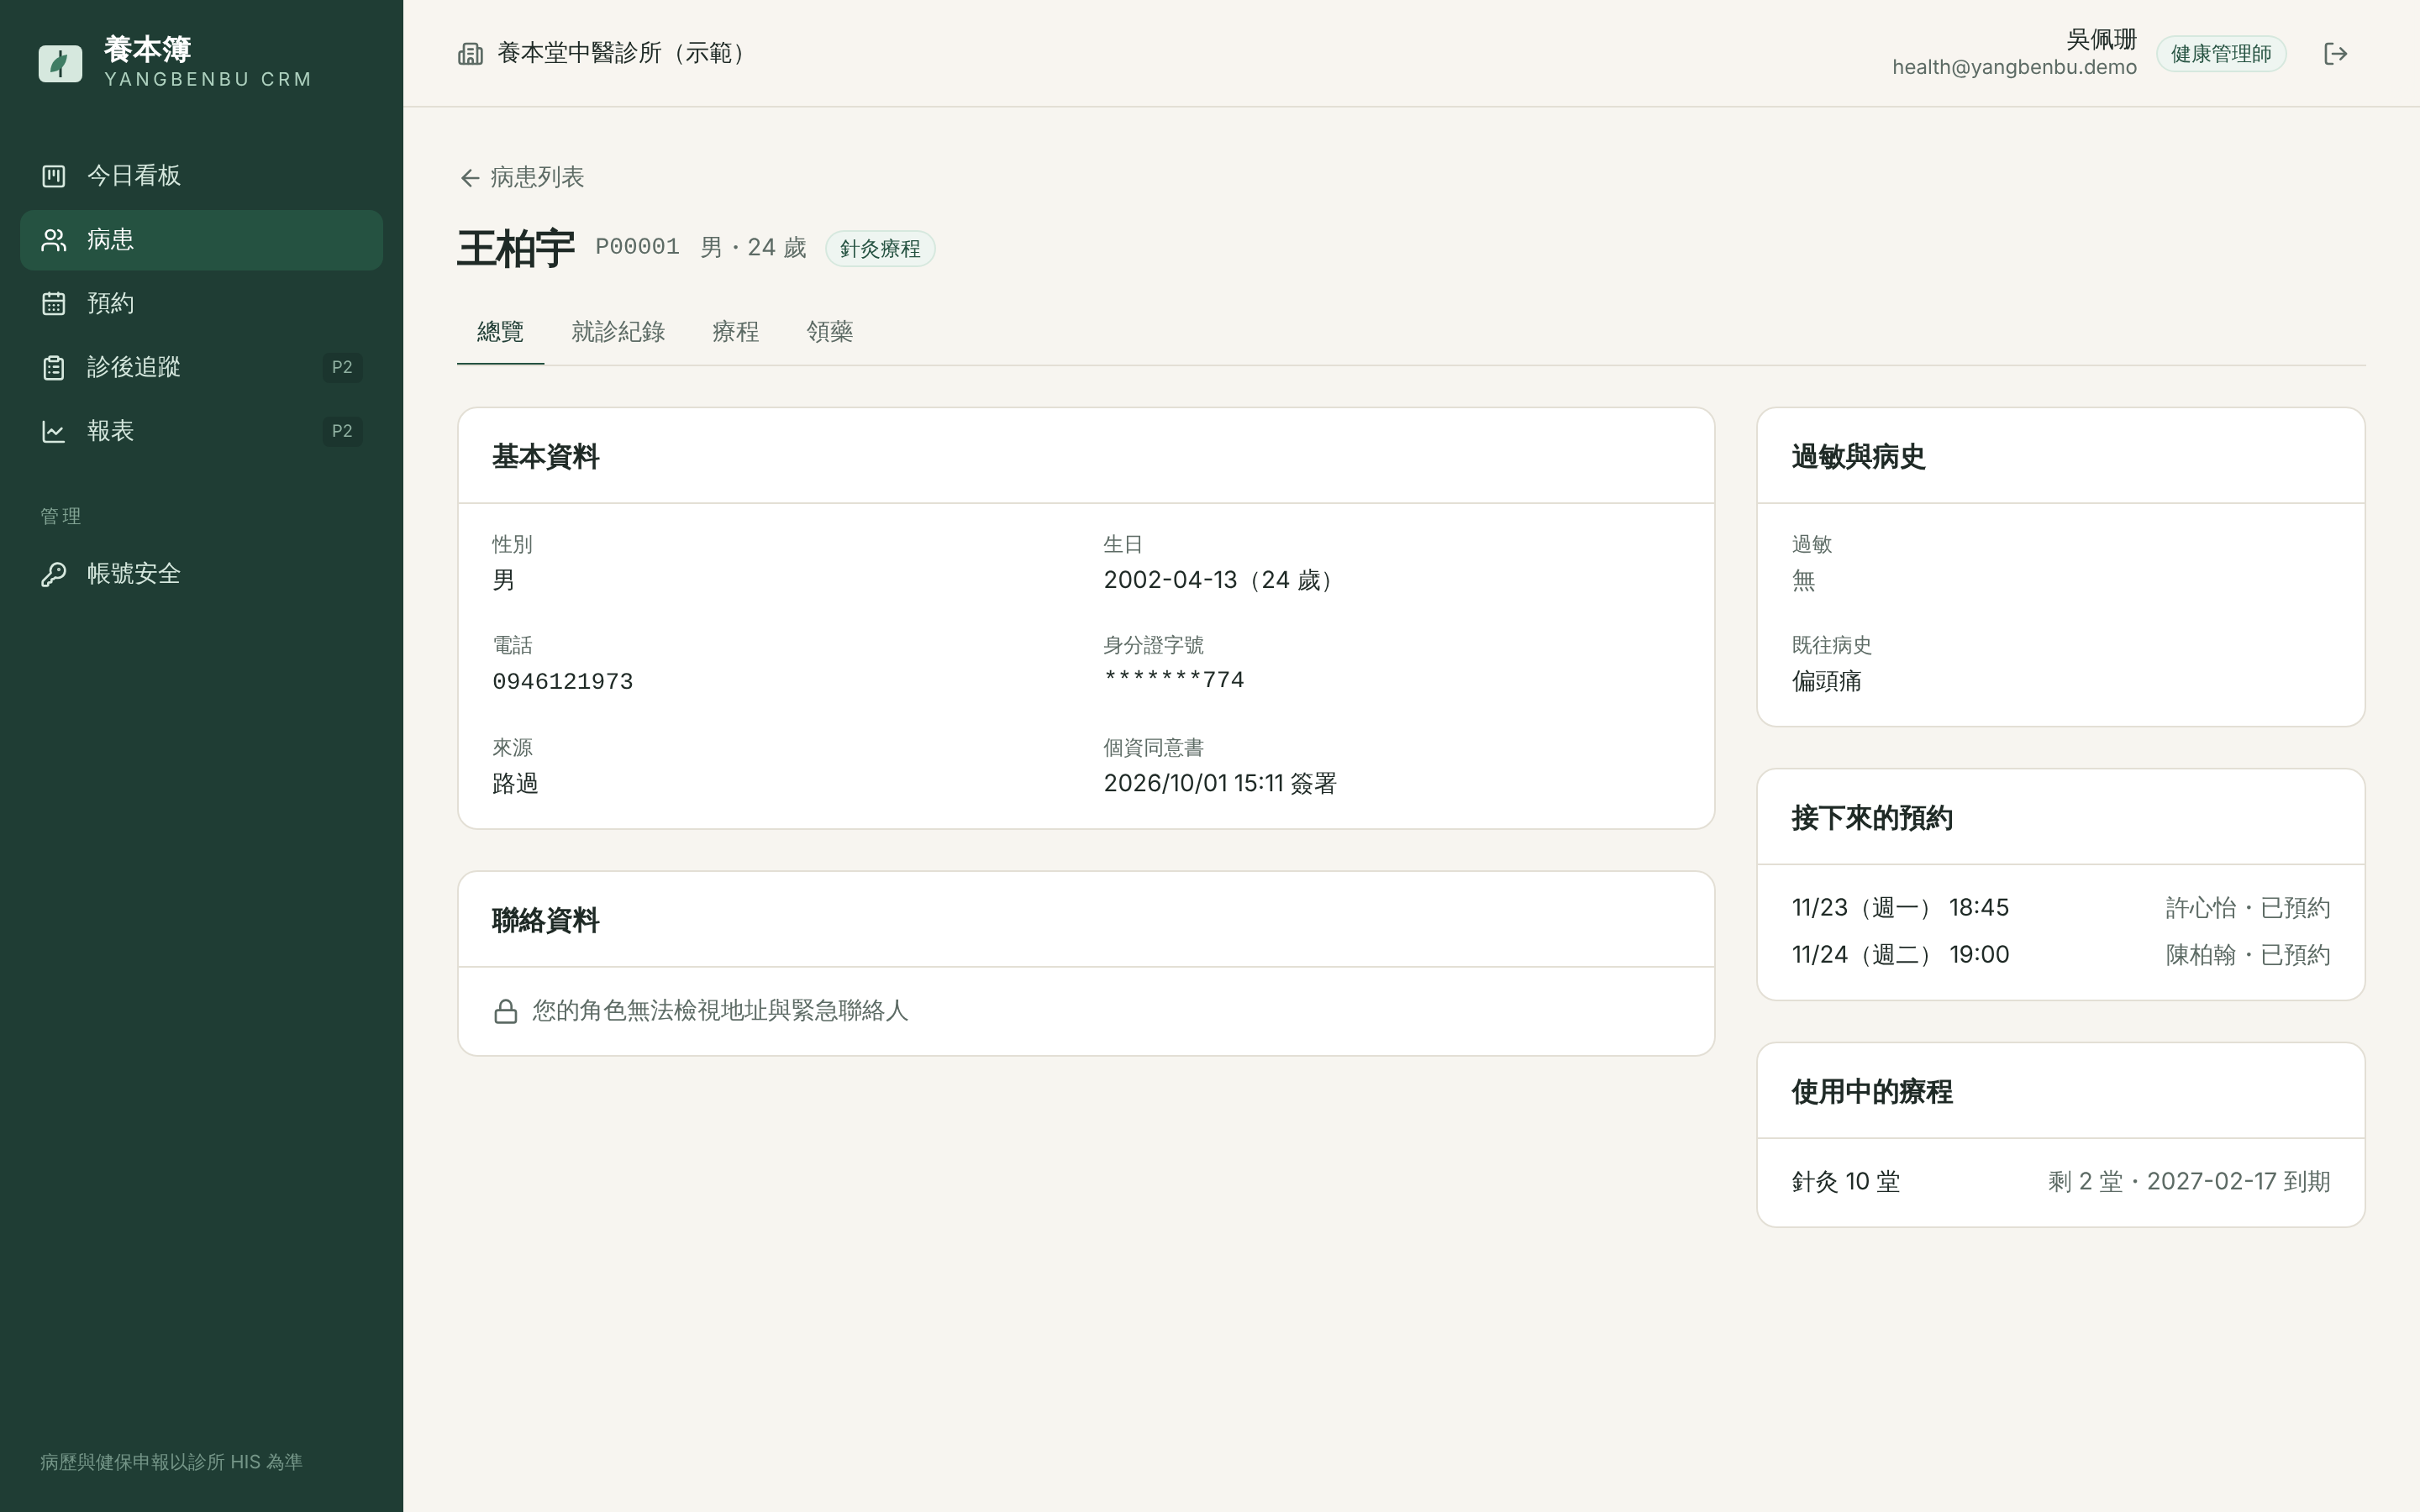 養本簿
YANGBENBU CRM
今日看板
病患
預約
診後追蹤 P2
報表 P2
管理
帳號安全
病歷與健保申報以診所 HIS 為準
養本堂中醫診所（示範）
吳佩珊
health@yangbenbu.demo
健康管理師
病患列表
王柏宇 P00001 男・24 歲 針灸療程
總覽 就診紀錄 療程 領藥
基本資料
性別
男
生日
2002-04-13（24 歲）
電話
0946121973
身分證字號
*******774
來源
路過
個資同意書
2026/10/01 15:11 簽署
聯絡資料
您的角色無法檢視地址與緊急聯絡人
過敏與病史
過敏
無
既往病史
偏頭痛
接下來的預約
11/23（週一） 18:45 許心怡・已預約
11/24（週二） 19:00 陳柏翰・已預約
使用中的療程
針灸 10 堂 剩 2 堂・2027-02-17 到期